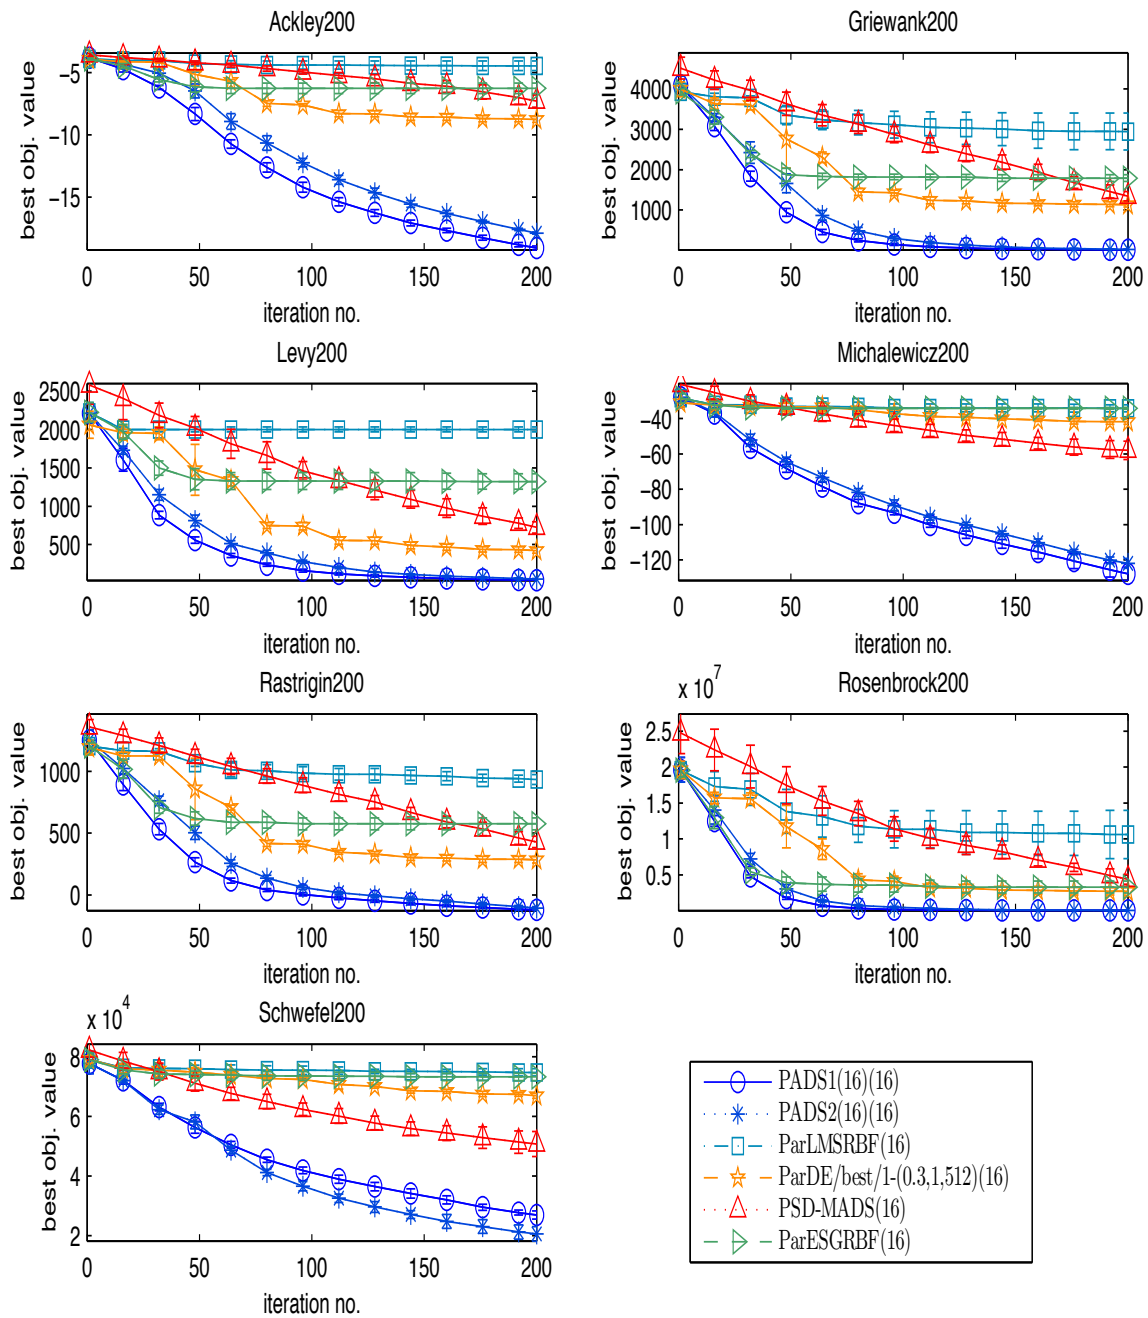 Ackley200
best obj. value
−5
−10
−15
0 50 100 150 200
iteration no.
Griewank200
best obj. value
4000
3000
2000
1000
0 50 100 150 200
iteration no.
Levy200
best obj. value
2500
2000
1500
1000
500
0 50 100 150 200
iteration no.
Michalewicz200
best obj. value
−40
−60
−80
−100
−120
0 50 100 150 200
iteration no.
Rastrigin200
best obj. value
1000
500
0
0 50 100 150 200
iteration no.
Rosenbrock200
x 10^7
best obj. value
2.5
2
1.5
1
0.5
0 50 100 150 200
iteration no.
Schwefel200
x 10^4
best obj. value
8
6
4
2
0 50 100 150 200
iteration no.
PADS1(16)(16)
PADS2(16)(16)
ParLMSRBF(16)
ParDE/best/1-(0.3,1,512)(16)
PSD-MADS(16)
ParESGRBF(16)